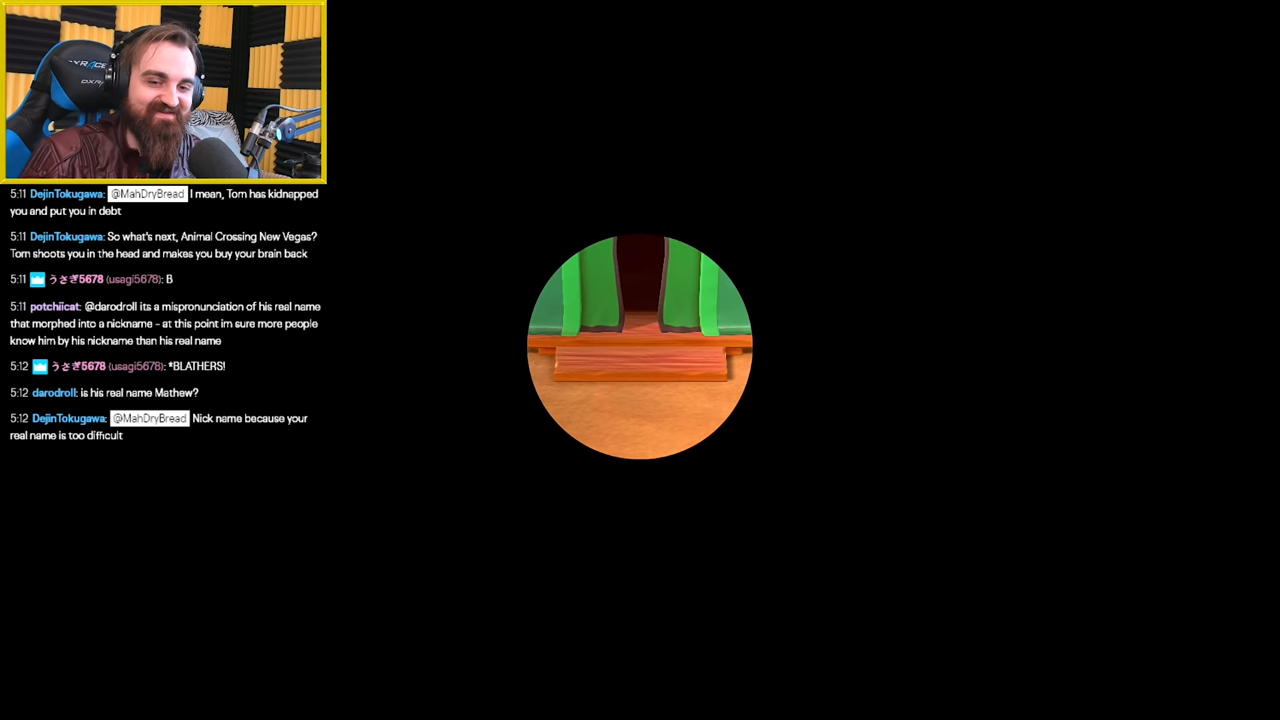 DXRACER
DXRA
5:11 DejinTokugawa: @MahDryBread I mean, Tom has kidnapped
you and put you in debt
5:11 DejinTokugawa: So what's next, Animal Crossing New Vegas?
Tom shoots you in the head and makes you buy your brain back
5:11 うさぎ5678 (usagi5678): B
5:11 potchiicat: @darodroll its a mispronunciation of his real name
that morphed into a nickname - at this point im sure more people
know him by his nickname than his real name
5:12 うさぎ5678 (usagi5678): *BLATHERS!
5:12 darodroll: is his real name Mathew?
5:12 DejinTokugawa: @MahDryBread Nick name because your
real name is too difficult